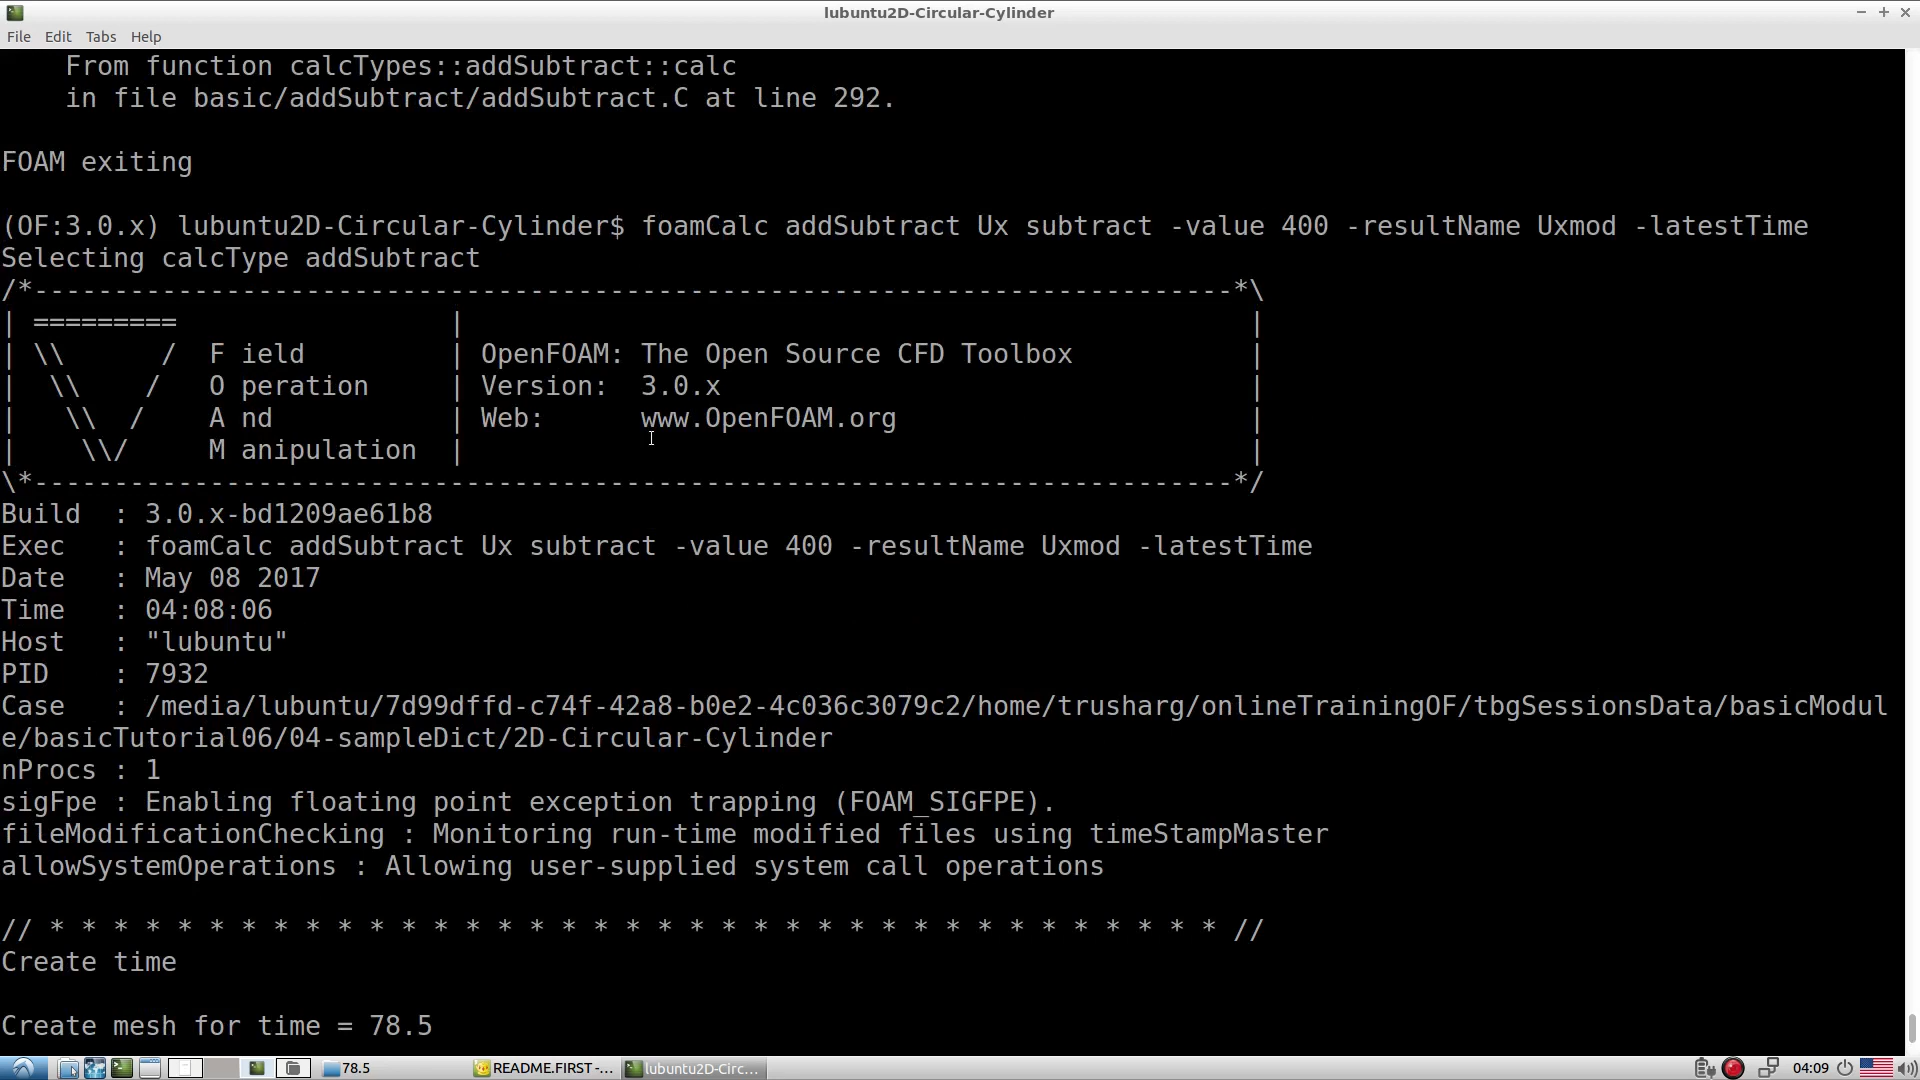 lubuntu2D-Circular-Cylinder
File Edit Tabs Help
    From function calcTypes::addSubtract::calc
    in file basic/addSubtract/addSubtract.C at line 292.
FOAM exiting
(OF:3.0.x) lubuntu2D-Circular-Cylinder$ foamCalc addSubtract Ux subtract -value 400 -resultName Uxmod -latestTime
Selecting calcType addSubtract
/*---------------------------------------------------------------------------*\
| =========                 |                                                 |
| \\      /  F ield         | OpenFOAM: The Open Source CFD Toolbox           |
|  \\    /   O peration     | Version:  3.0.x                                 |
|   \\  /    A nd           | Web:      www.OpenFOAM.org                      |
|    \\/     M anipulation  |                                                 |
\*---------------------------------------------------------------------------*/
Build  : 3.0.x-bd1209ae61b8
Exec   : foamCalc addSubtract Ux subtract -value 400 -resultName Uxmod -latestTime
Date   : May 08 2017
Time   : 04:08:06
Host   : "lubuntu"
PID    : 7932
Case   : /media/lubuntu/7d99dffd-c74f-42a8-b0e2-4c036c3079c2/home/trusharg/onlineTrainingOF/tbgSessionsData/basicModul
e/basicTutorial06/04-sampleDict/2D-Circular-Cylinder
nProcs : 1
sigFpe : Enabling floating point exception trapping (FOAM_SIGFPE).
fileModificationChecking : Monitoring run-time modified files using timeStampMaster
allowSystemOperations : Allowing user-supplied system call operations
// * * * * * * * * * * * * * * * * * * * * * * * * * * * * * * * * * * * * * //
Create time
Create mesh for time = 78.5
78.5 README.FIRST -... lubuntu2D-Circ... 04:09